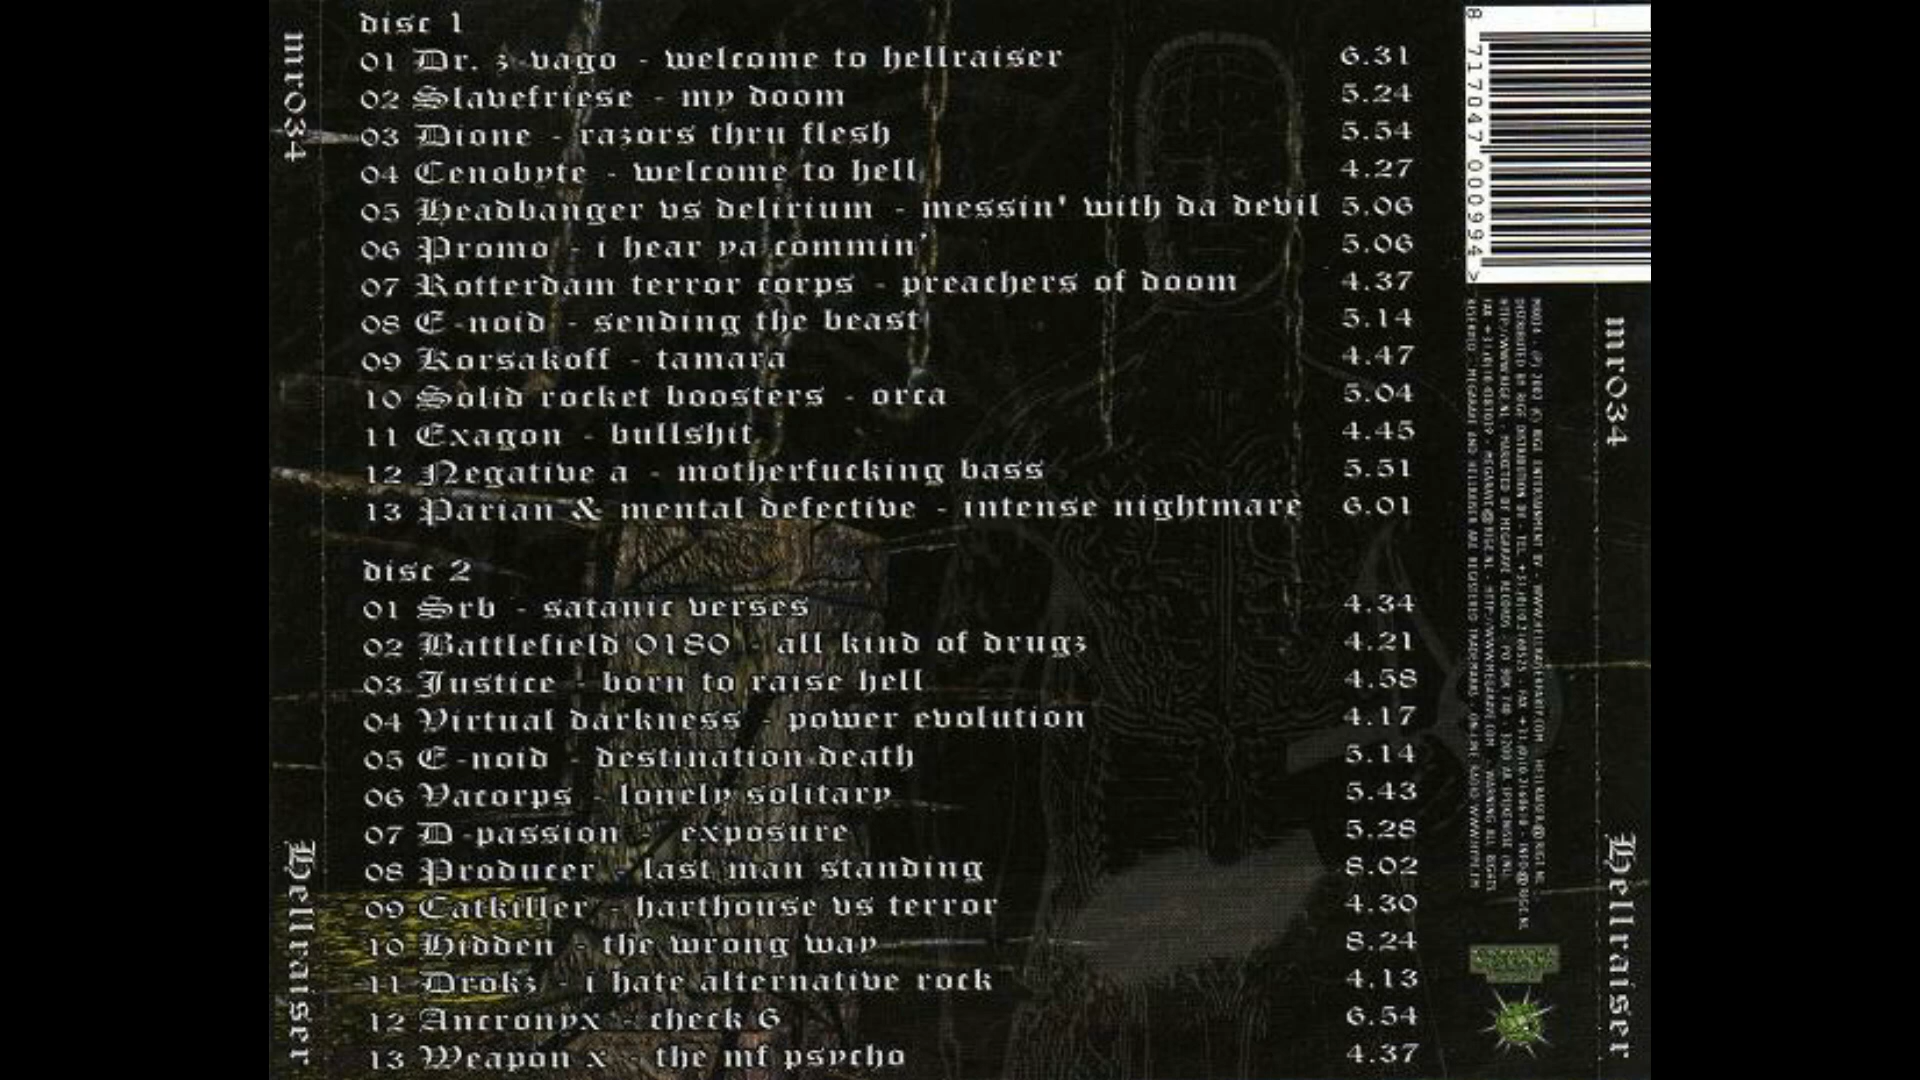 disc 1
01 Dr. z-vago - welcome to hellraiser 6.31
02 Slavefriese - my doom 5.24
03 Dione - razors thru flesh 5.54
04 Cenobyte - welcome to hell 4.27
05 Headbanger vs delirium - messin' with da devil 5.06
06 Promo - i hear ya commin' 5.06
07 Rotterdam terror corps - preachers of doom 4.37
08 E-noid - sending the beast 5.14
09 Korsakoff - tamara 4.47
10 Solid rocket boosters - orca 5.04
11 Exagon - bullshit 4.45
12 Negative a - motherfucking bass 5.51
13 Parian & mental defective - intense nightmare 6.01
disc 2
01 Srb - satanic verses 4.34
02 Battlefield 0180 - all kind of drugz 4.21
03 Justice - born to raise hell 4.58
04 Virtual darkness - power evolution 4.17
05 E-noid - destination death 5.14
06 Vacorps - lonely solitary 5.43
07 D-passion - exposure 5.28
08 Producer - last man standing 8.02
09 Catkiller - harthouse vs terror 4.30
10 Hidden - the wrong way 8.24
11 Drokz - i hate alternative rock 4.13
12 Ancronyx - check 6 6.54
13 Weapon x - the mf psycho 4.37
mr034
Hellraiser
8 717047 000994 >
mr034
Hellraiser